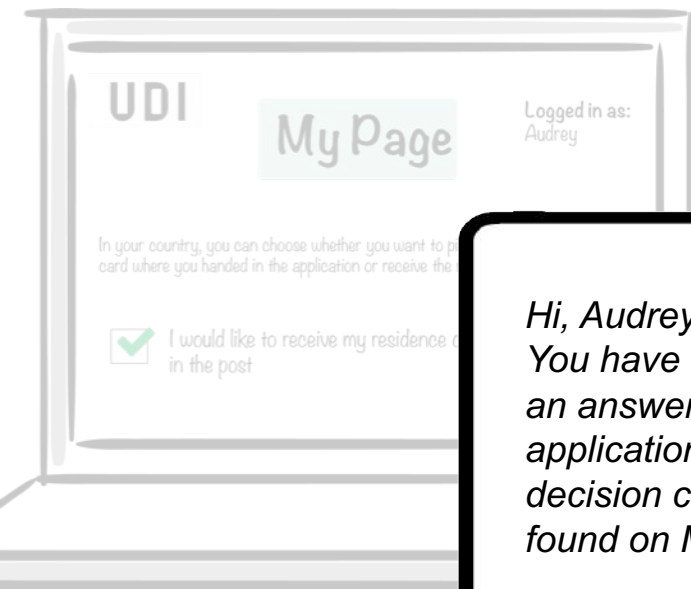 UDI
My Page
Logged in as:
Audrey
In your country, you can choose whether you want to
card where you handed in the application or receive the
I would like to receive my residence
in the post
Hi, Audrey
You have
an answer
application
decision
found on